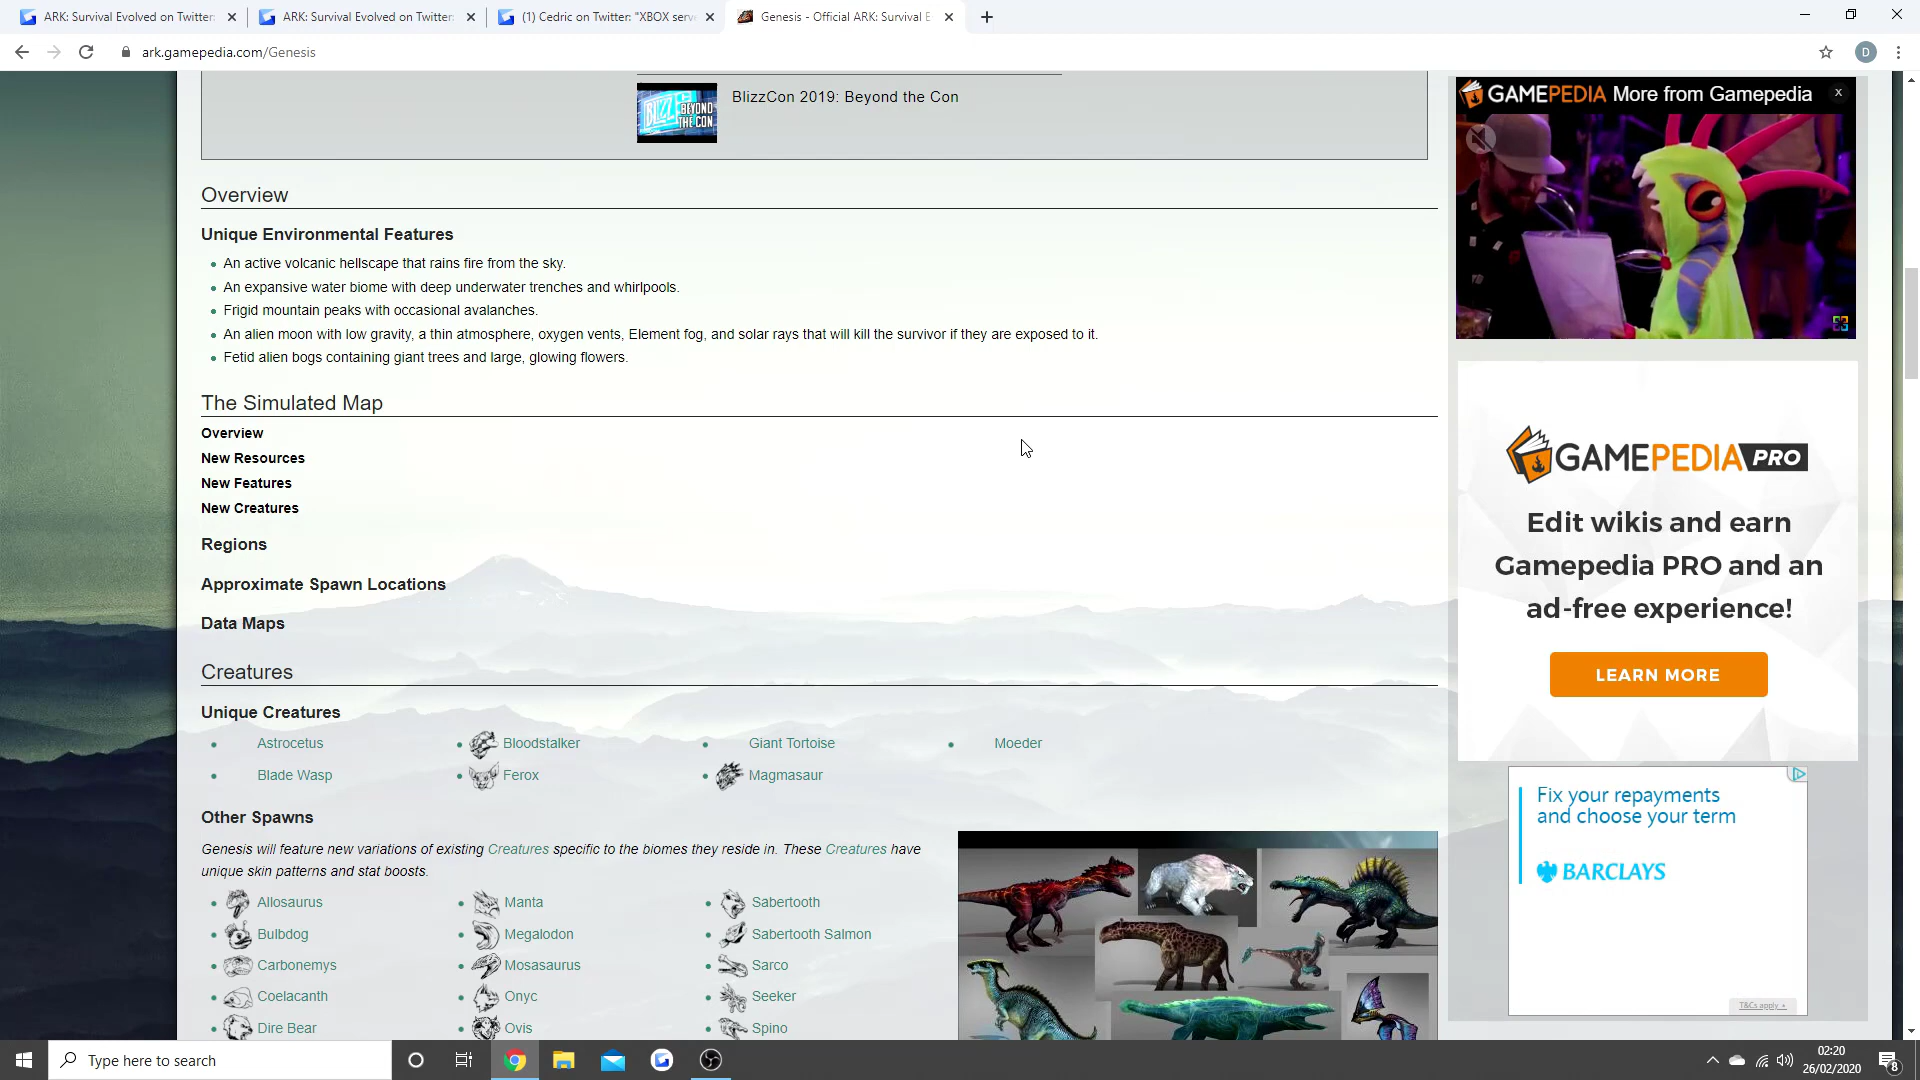 ARK: Survival Evolved on Twitter:
ARK: Survival Evolved on Twitter:
(1) Cedric on Twitter: "XBOX serv
Genesis - Official ARK: Survival E
ark.gamepedia.com/Genesis
D
BLIZZ BEYOND
THE CON
BlizzCon 2019: Beyond the Con
GAMEPEDIA More from Gamepedia
x
Overview
Unique Environmental Features
An active volcanic hellscape that rains fire from the sky.
An expansive water biome with deep underwater trenches and whirlpools.
Frigid mountain peaks with occasional avalanches.
An alien moon with low gravity, a thin atmosphere, oxygen vents, Element fog, and solar rays that will kill the survivor if they are exposed to it.
Fetid alien bogs containing giant trees and large, glowing flowers.
The Simulated Map
Overview
New Resources
New Features
New Creatures
Regions
Approximate Spawn Locations
Data Maps
Creatures
Unique Creatures
Astrocetus Bloodstalker Giant Tortoise Moeder
Blade Wasp Ferox Magmasaur
Other Spawns
Genesis will feature new variations of existing Creatures specific to the biomes they reside in. These Creatures have
unique skin patterns and stat boosts.
Allosaurus Manta Sabertooth
Bulbdog Megalodon Sabertooth Salmon
Carbonemys Mosasaurus Sarco
Coelacanth Onyc Seeker
Dire Bear Ovis Spino
GAMEPEDIA PRO
Edit wikis and earn
Gamepedia PRO and an
ad-free experience!
LEARN MORE
Fix your repayments
and choose your term
BARCLAYS
T&Cs apply +
Type here to search
02:20
26/02/2020
8